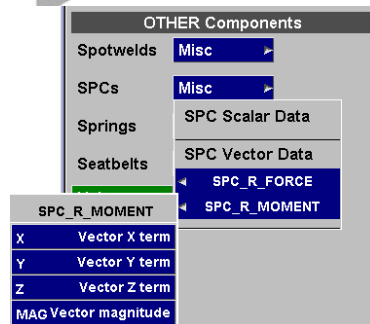 OTHER Components
Spotwelds Misc
SPCs Misc
SPC Scalar Data
Springs
SPC Vector Data
Seatbelts
SPC_R_FORCE
SPC_R_MOMENT
SPC_R_MOMENT
X Vector X term
Y Vector Y term
Z Vector Z term
MAG Vector magnitude